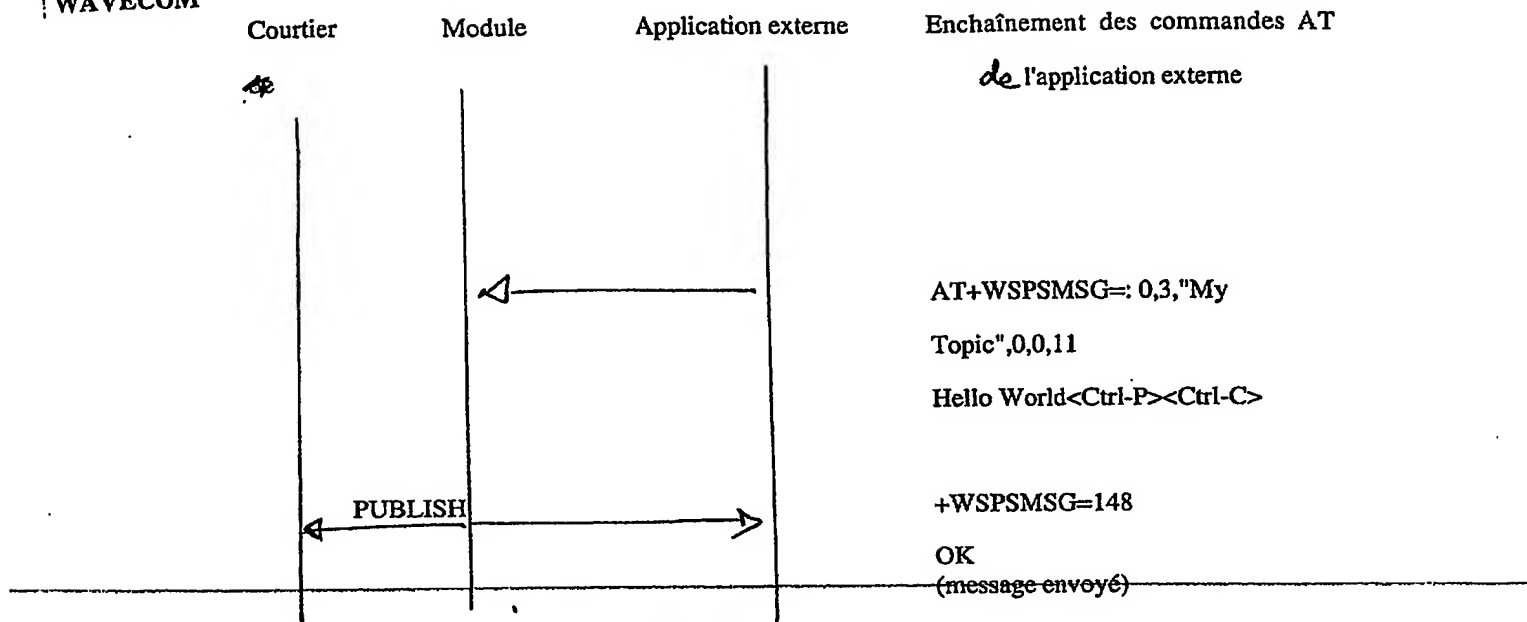 WAVECOM
Courtier Module Application externe Enchaînement des commandes AT
de l'application externe
AT+WSPSMSG=: 0,3,"My
Topic",0,0,11
Hello World<Ctrl-P><Ctrl-C>
PUBLISH
+WSPSMSG=148
OK
(message envoyé)